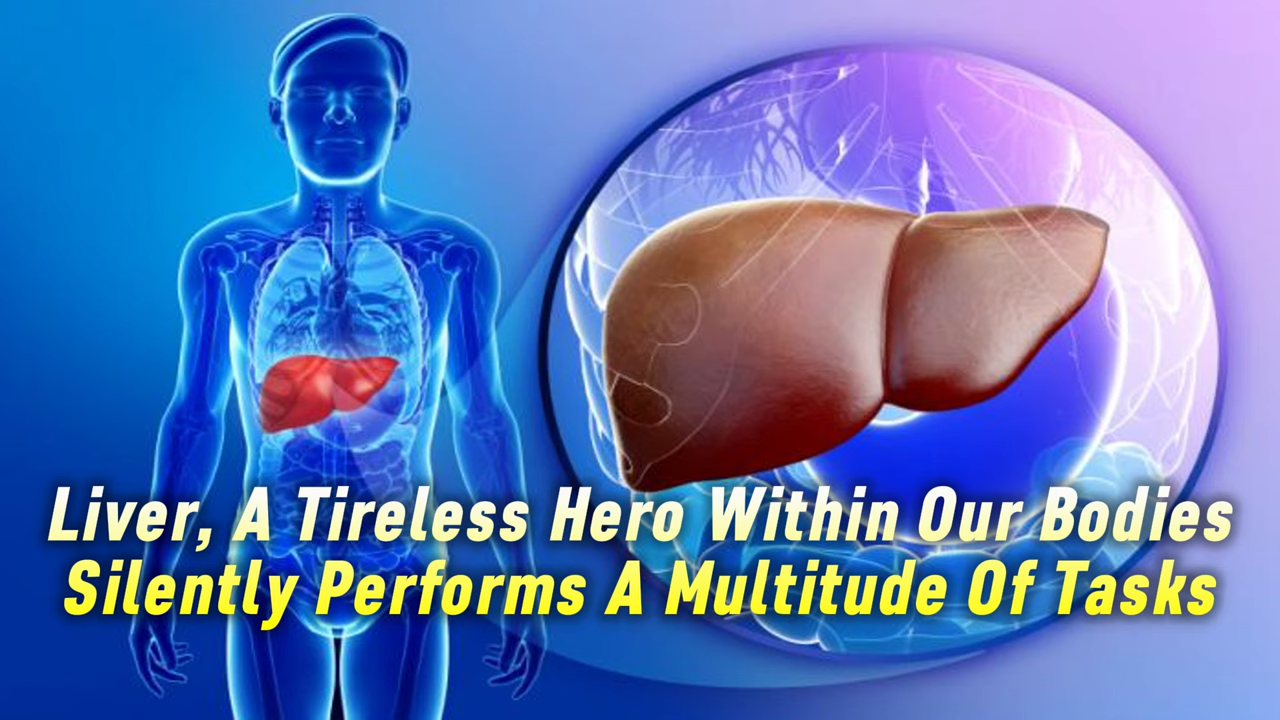 Liver, A Tireless Hero Within Our Bodies
Silently Performs A Multitude Of Tasks